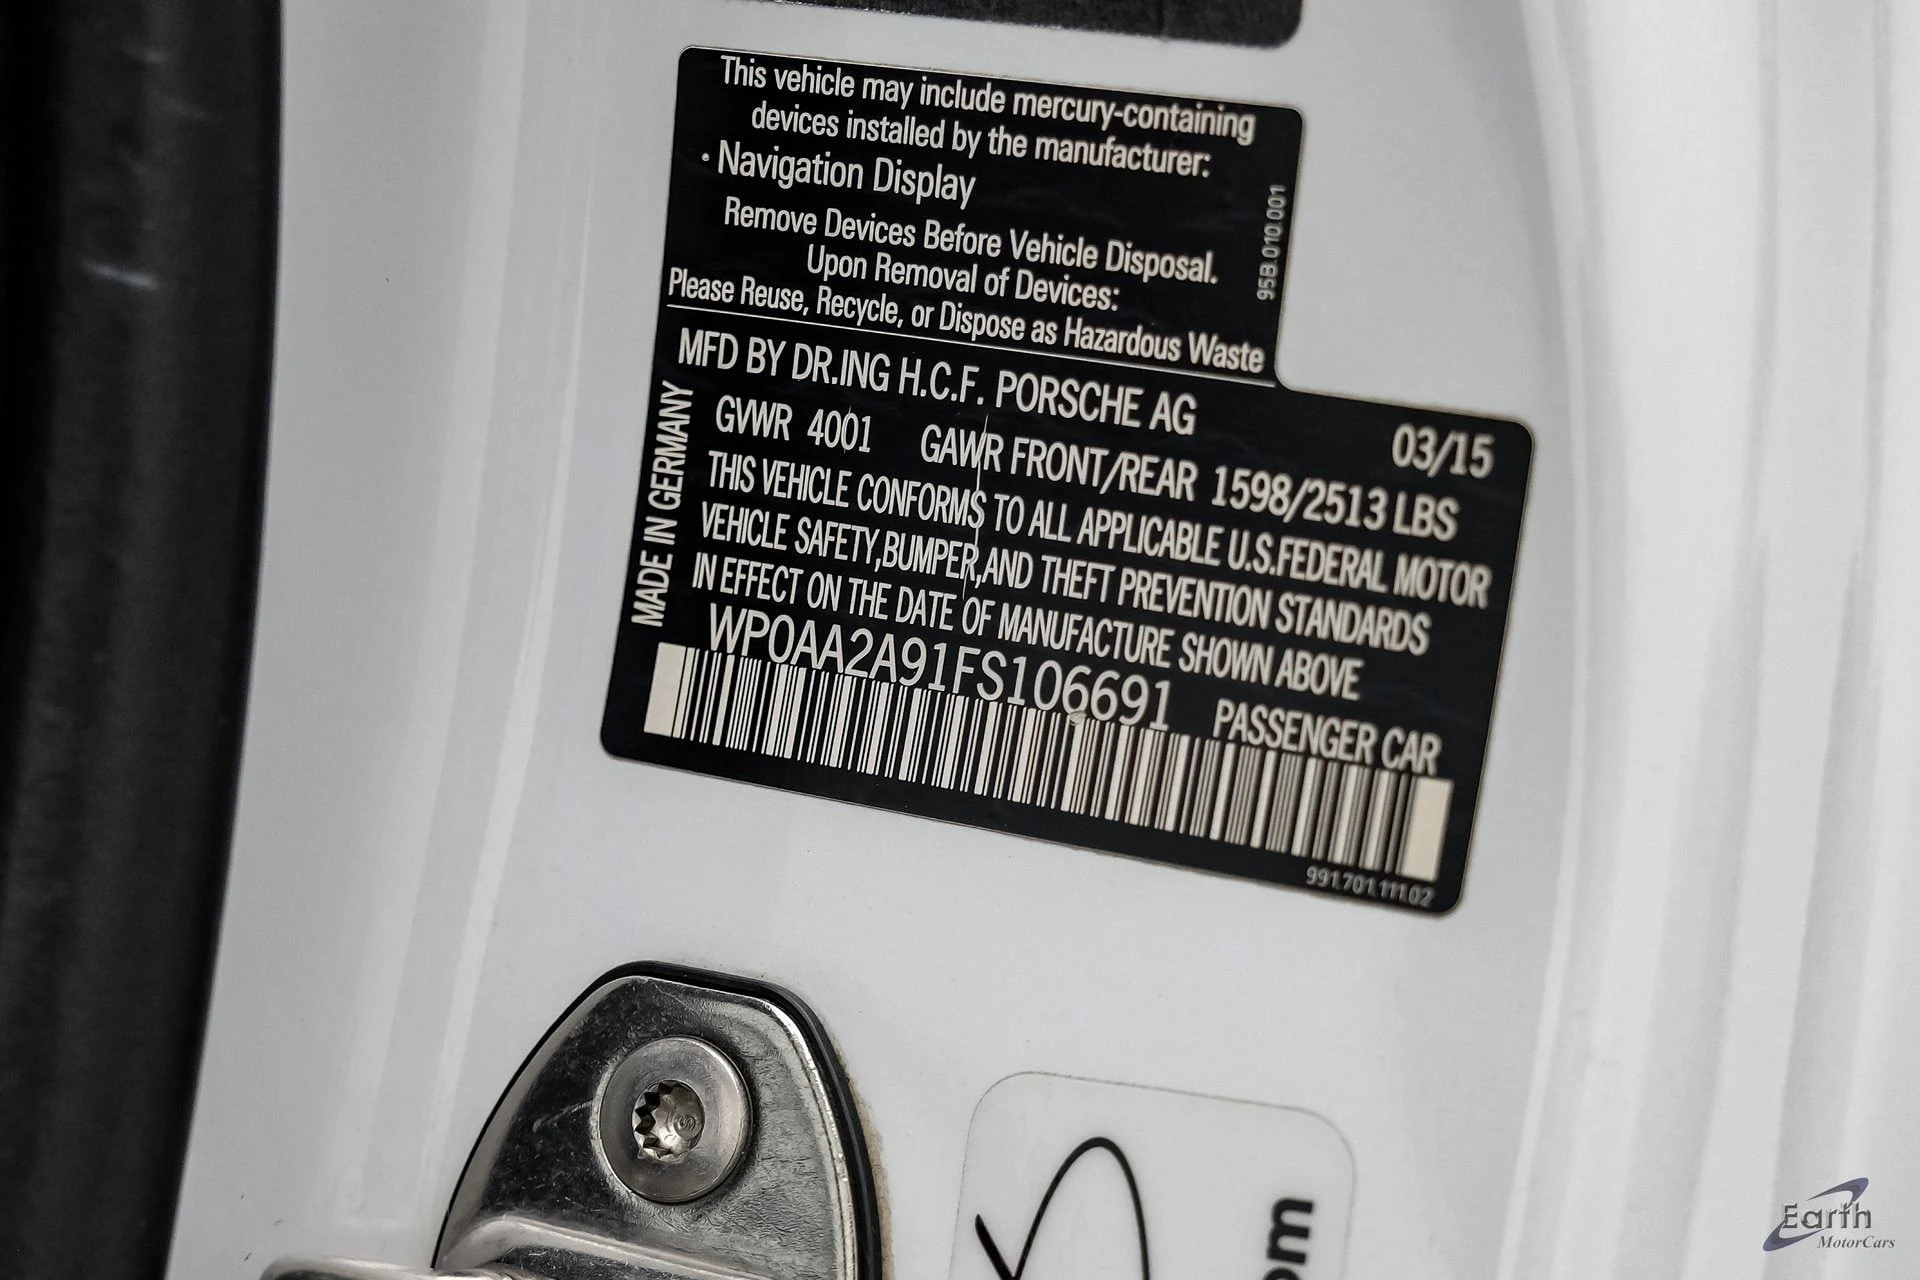 This vehicle may include mercury-containing
devices installed by the manufacturer:
· Navigation Display
Remove Devices Before Vehicle Disposal.
Upon Removal of Devices:
Please Reuse, Recycle, or Dispose as Hazardous Waste
95B.010.001
MFD BY DR.ING H.C.F. PORSCHE AG
03/15
GVWR 4001 GAWR FRONT/REAR 1598/2513 LBS
THIS VEHICLE CONFORMS TO ALL APPLICABLE U.S.FEDERAL MOTOR
VEHICLE SAFETY,BUMPER,AND THEFT PREVENTION STANDARDS
IN EFFECT ON THE DATE OF MANUFACTURE SHOWN ABOVE
MADE IN GERMANY
WP0AA2A91FS106691
PASSENGER CAR
991.701.111.02
om
Earth
MotorCars